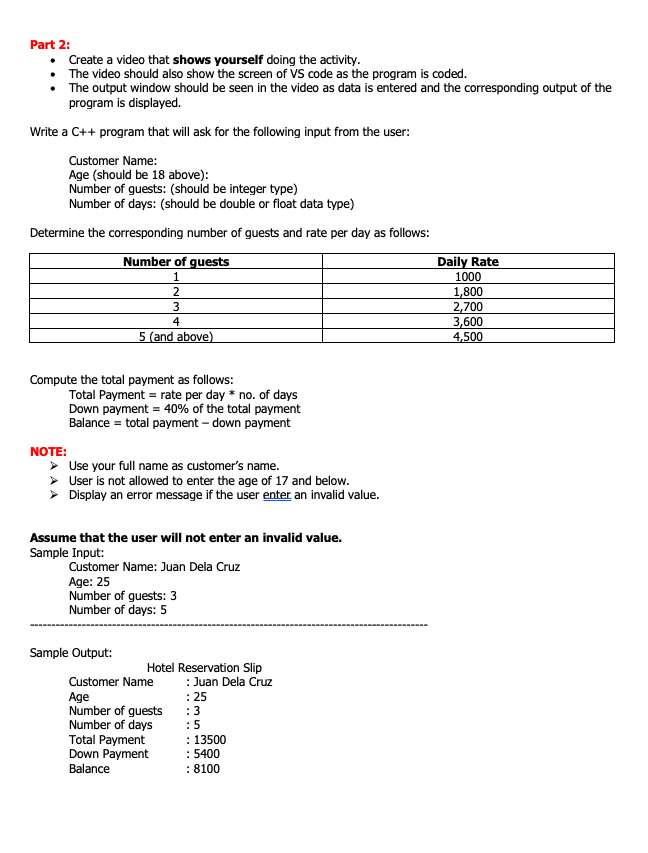 Part 2:
• Create a video that shows yourself doing the activity.
• The video should also show the screen of VS code as the program is coded.
• The output window should be seen in the video as data is entered and the corresponding output of the
program is displayed.
Write a C++ program that will ask for the following input from the user:
Customer Name:
Age (should be 18 above):
Number of guests: (should be integer type)
Number of days: (should be double or float data type)
Determine the corresponding number of guests and rate per day as follows:
Number of guests Daily Rate
1 1000
2 1,800
3 2,700
4 3,600
5 (and above) 4,500
Compute the total payment as follows:
Total Payment = rate per day * no. of days
Down payment = 40% of the total payment
Balance = total payment – down payment
NOTE:
➢ Use your full name as customer’s name.
➢ User is not allowed to enter the age of 17 and below.
➢ Display an error message if the user enter an invalid value.
Assume that the user will not enter an invalid value.
Sample Input:
Customer Name: Juan Dela Cruz
Age: 25
Number of guests: 3
Number of days: 5
---------------------------------------------------------------------------------------------
Sample Output:
Hotel Reservation Slip
Customer Name : Juan Dela Cruz
Age : 25
Number of guests : 3
Number of days : 5
Total Payment : 13500
Down Payment : 5400
Balance : 8100